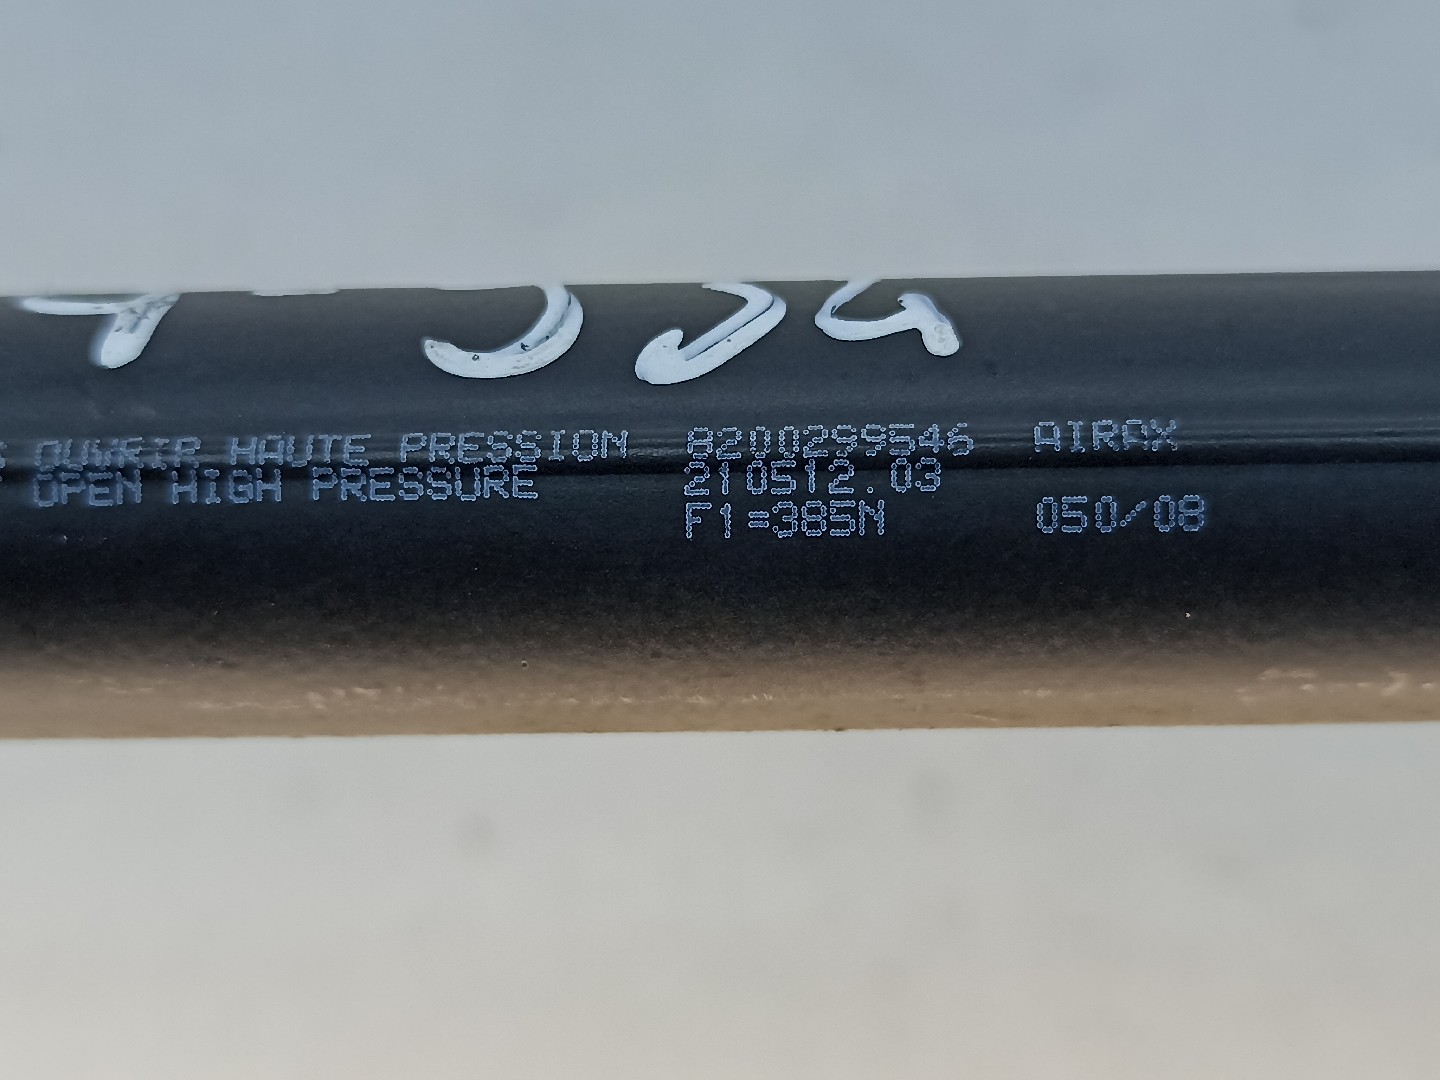 OUVRIR HAUTE PRESSION 8200299546 AIRAX
OPEN HIGH PRESSURE 210512.03
F1=385N 050/08